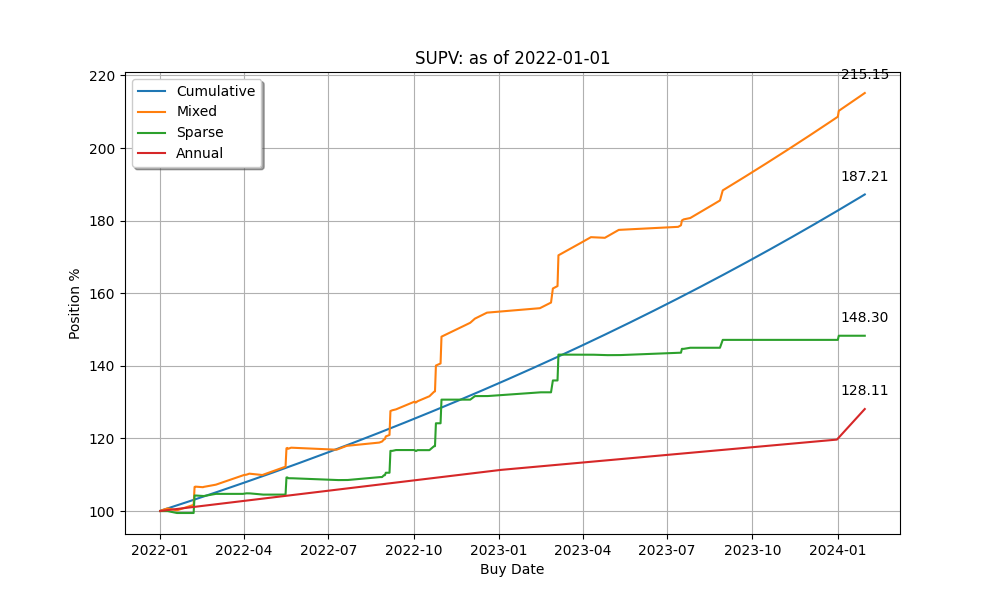 SUPV: as of 2022-01-01
Cumulative
Mixed
Sparse
Annual
215.15
187.21
148.30
128.11
220
200
180
160
140
120
100
Position %
2022-01
2022-04
2022-07
2022-10
2023-01
2023-04
2023-07
2023-10
2024-01
Buy Date